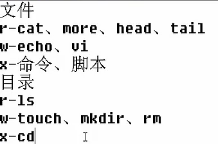 文件
r-cat、more、head、tail
w-echo、vi
x-命令、脚本
目录
r-ls
w-touch、mkdir、rm
x-cd